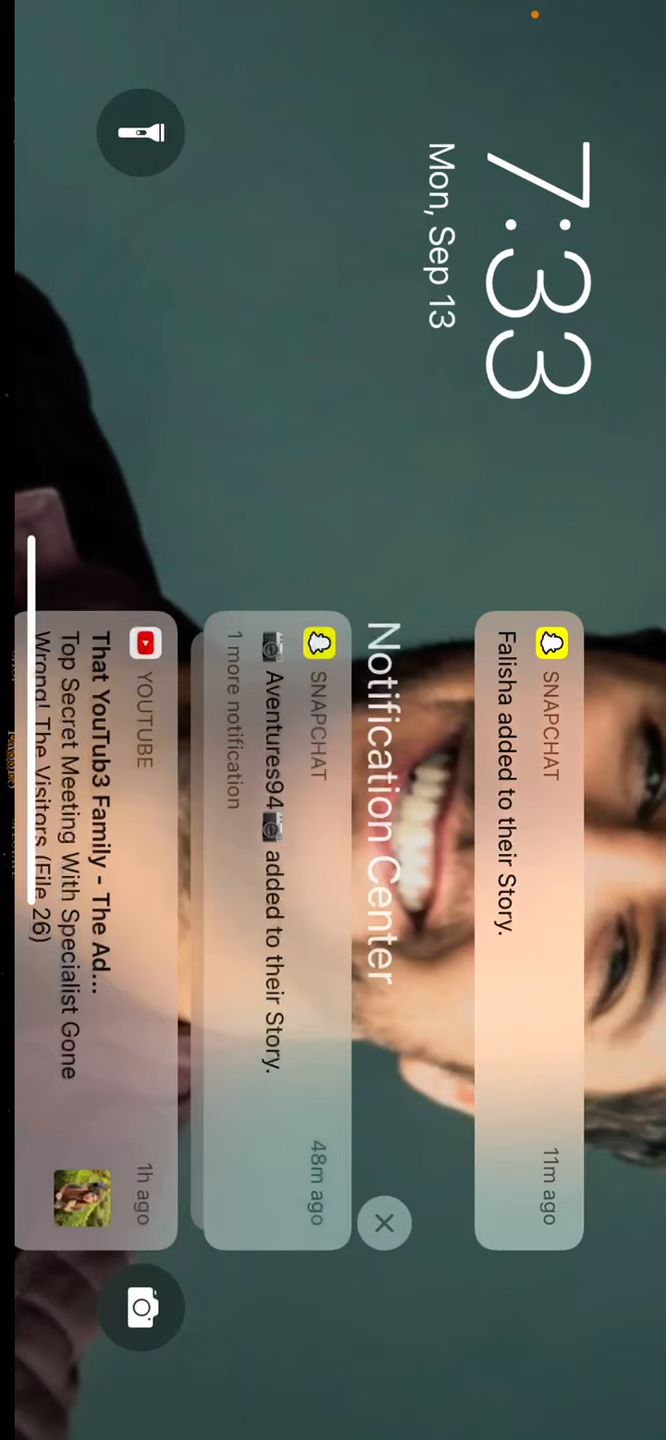 7:33
Mon, Sep 13
SNAPCHAT
11m ago
Falisha added to their Story.
Notification Center
SNAPCHAT
48m ago
📷 Aventures94📷 added to their Story.
1 more notification
YOUTUBE
1h ago
That YouTub3 Family - The Ad...
Top Secret Meeting With Specialist Gone
Wrong! The Visitors (File 26)